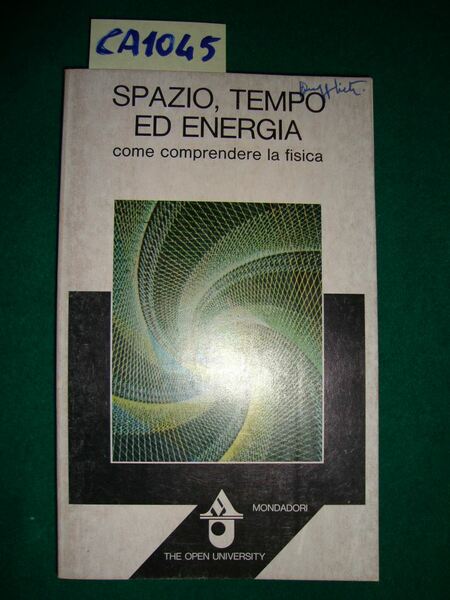 CA1045
SPAZIO, TEMPO
ED ENERGIA
come comprendere la fisica
MONDADORI
THE OPEN UNIVERSITY